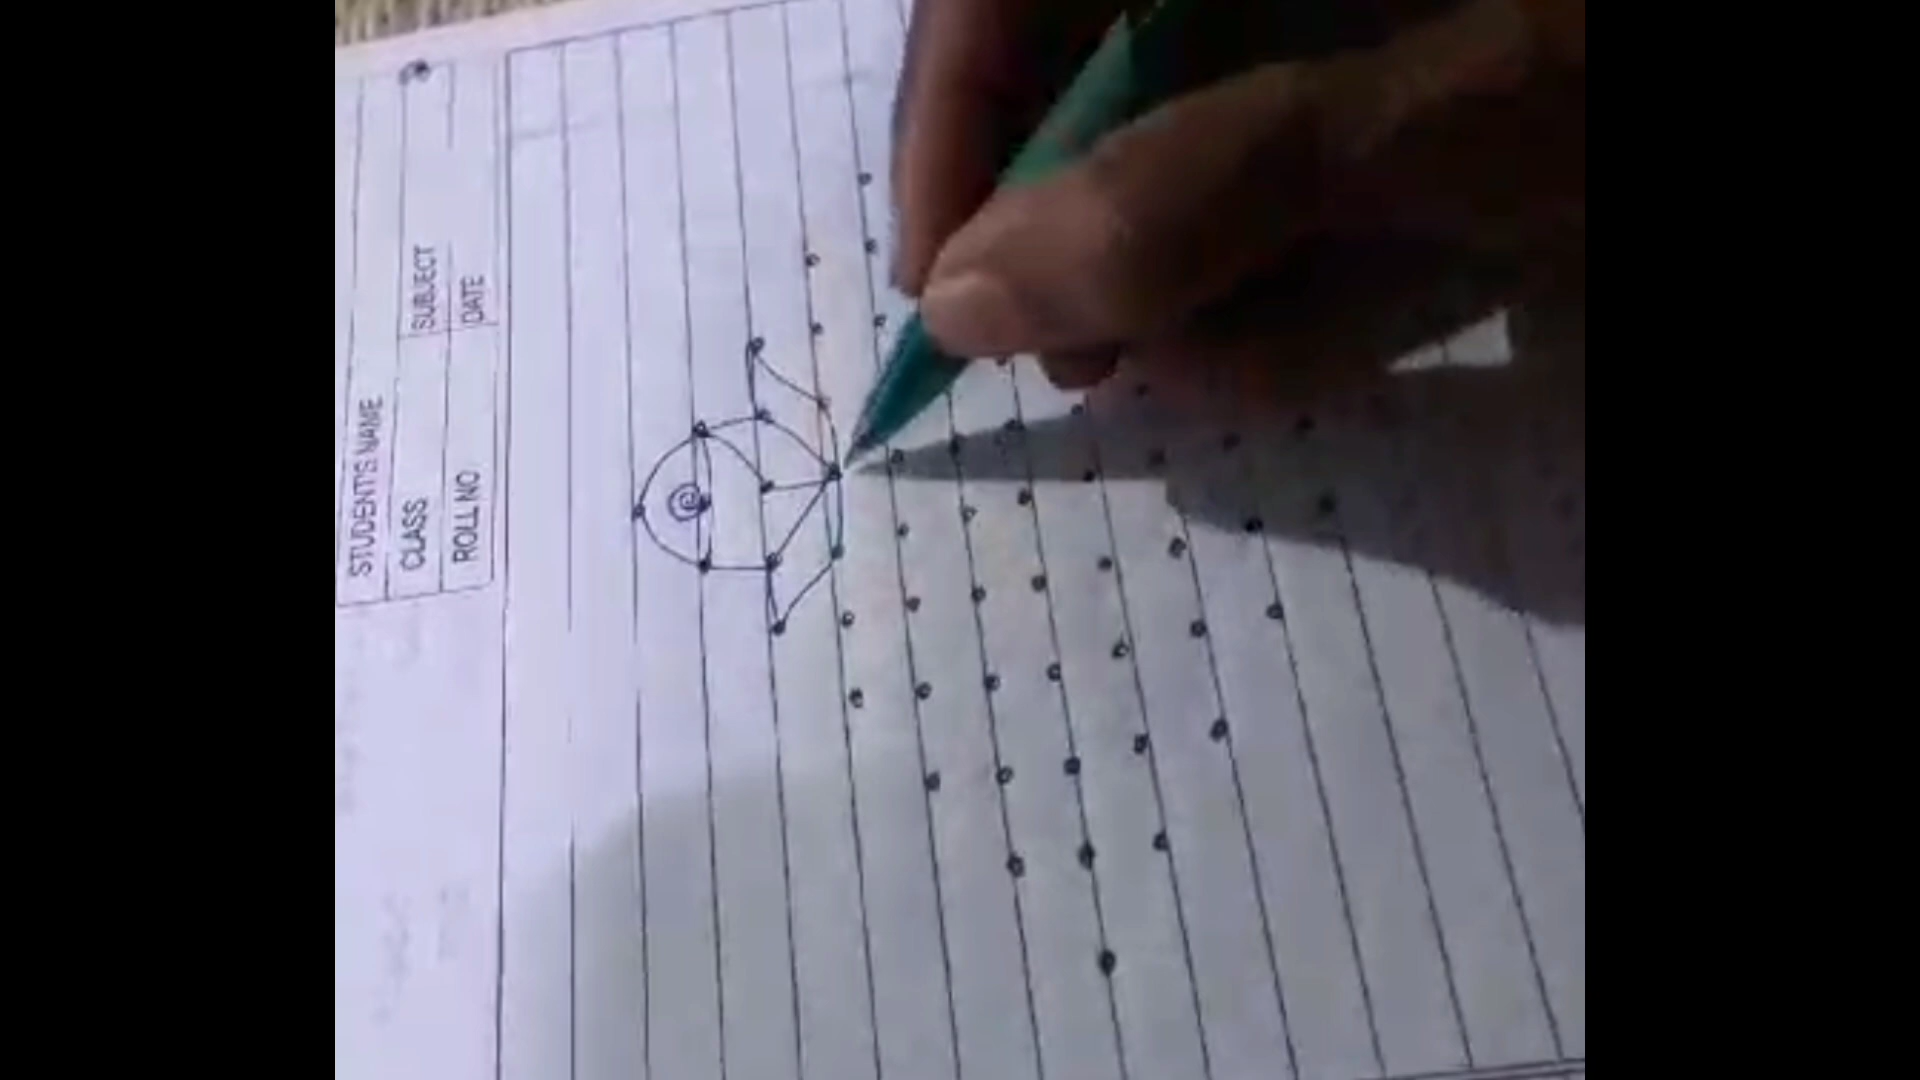 STUDENT'S NAME
CLASS
SUBJECT
ROLL NO
DATE